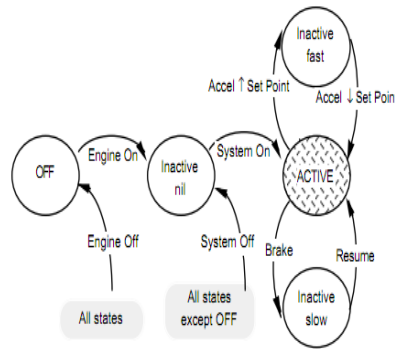 Inactive
fast
Accel ↑ Set Point
Accel ↓ Set Poin
Engine On
System On
OFF
Inactive
nil
ACTIVE
Engine Off
System Off
Brake
Resume
All states
All states
except OFF
Inactive
slow